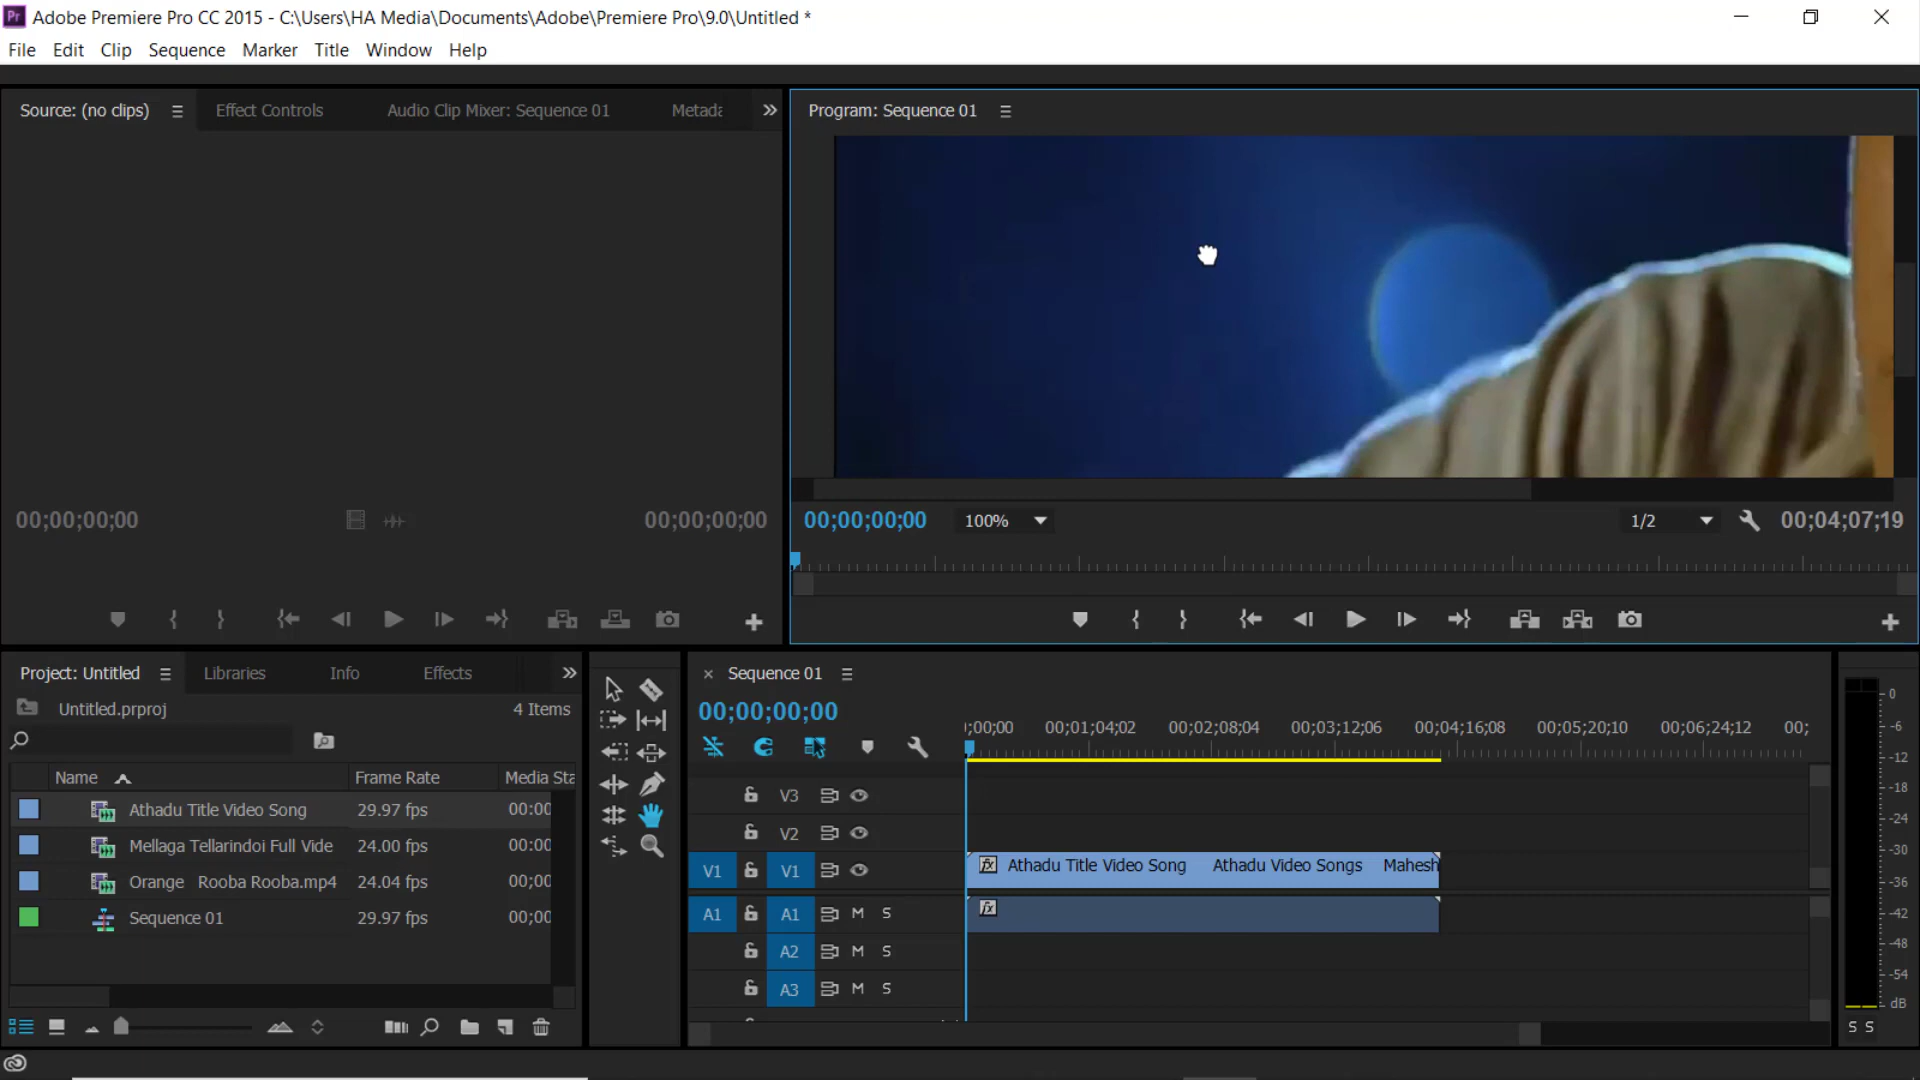 Pr Adobe Premiere Pro CC 2015 - C:\Users\HA Media\Documents\Adobe\Premiere Pro\9.0\Untitled *
File Edit Clip Sequence Marker Title Window Help
Source: (no clips) Effect Controls Audio Clip Mixer: Sequence 01 Metada
Program: Sequence 01
00;00;00;00 00;00;00;00
00;00;00;00 100% 1/2 00;04;07;19
Project: Untitled Libraries Info Effects
Untitled.prproj 4 Items
Name Frame Rate Media Sta
Athadu Title Video Song 29.97 fps 00:00
Mellaga Tellarindoi Full Vide 24.00 fps 00:00
Orange Rooba Rooba.mp4 24.04 fps 00;00
Sequence 01 29.97 fps 00;00
Sequence 01
00;00;00;00
;00;00 00;01;04;02 00;02;08;04 00;03;12;06 00;04;16;08 00;05;20;10 00;06;24;12 00;
V3
V2
V1 V1 fx Athadu Title Video Song Athadu Video Songs Mahesh
A1 A1 M S fx
A2 M S
A3 M S
0
-6
-12
-18
-24
-30
-36
-42
-48
-54
dB
S S